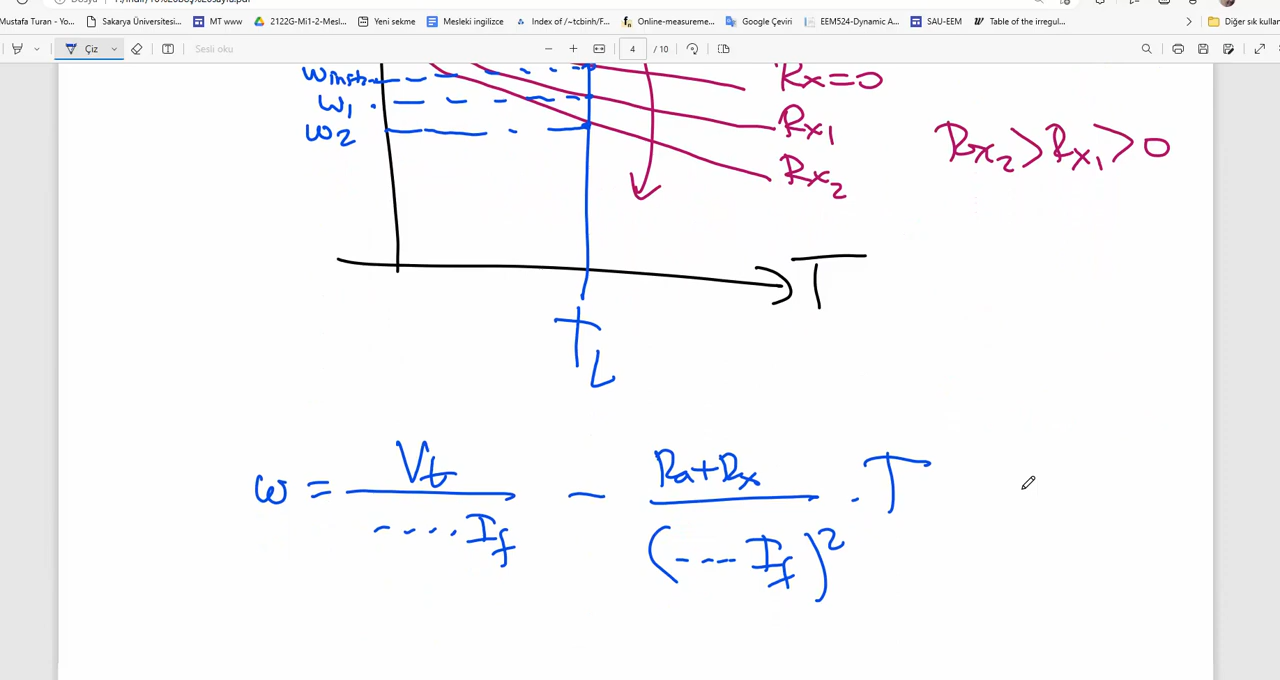 Mustafa Turan - Y...
Sakarya Üniversitesi...
MT www
2122G-Mi1-2-Mesl...
Yeni sekme
Mesleki ingilizce
Index of /~tcbinh/F...
Online-measureme...
Google Çeviri
EEM524-Dynamic A...
SAU-EEM
Table of the irregul...
Diğer sık kullan
Çiz
Sesli oku
4 / 10
Rx=0
ω1
Rx1
ω2
Rx2
Rx2>Rx1>0
T
TL
ω = Vt / ....If - Ra+Rx / (....If)² . T